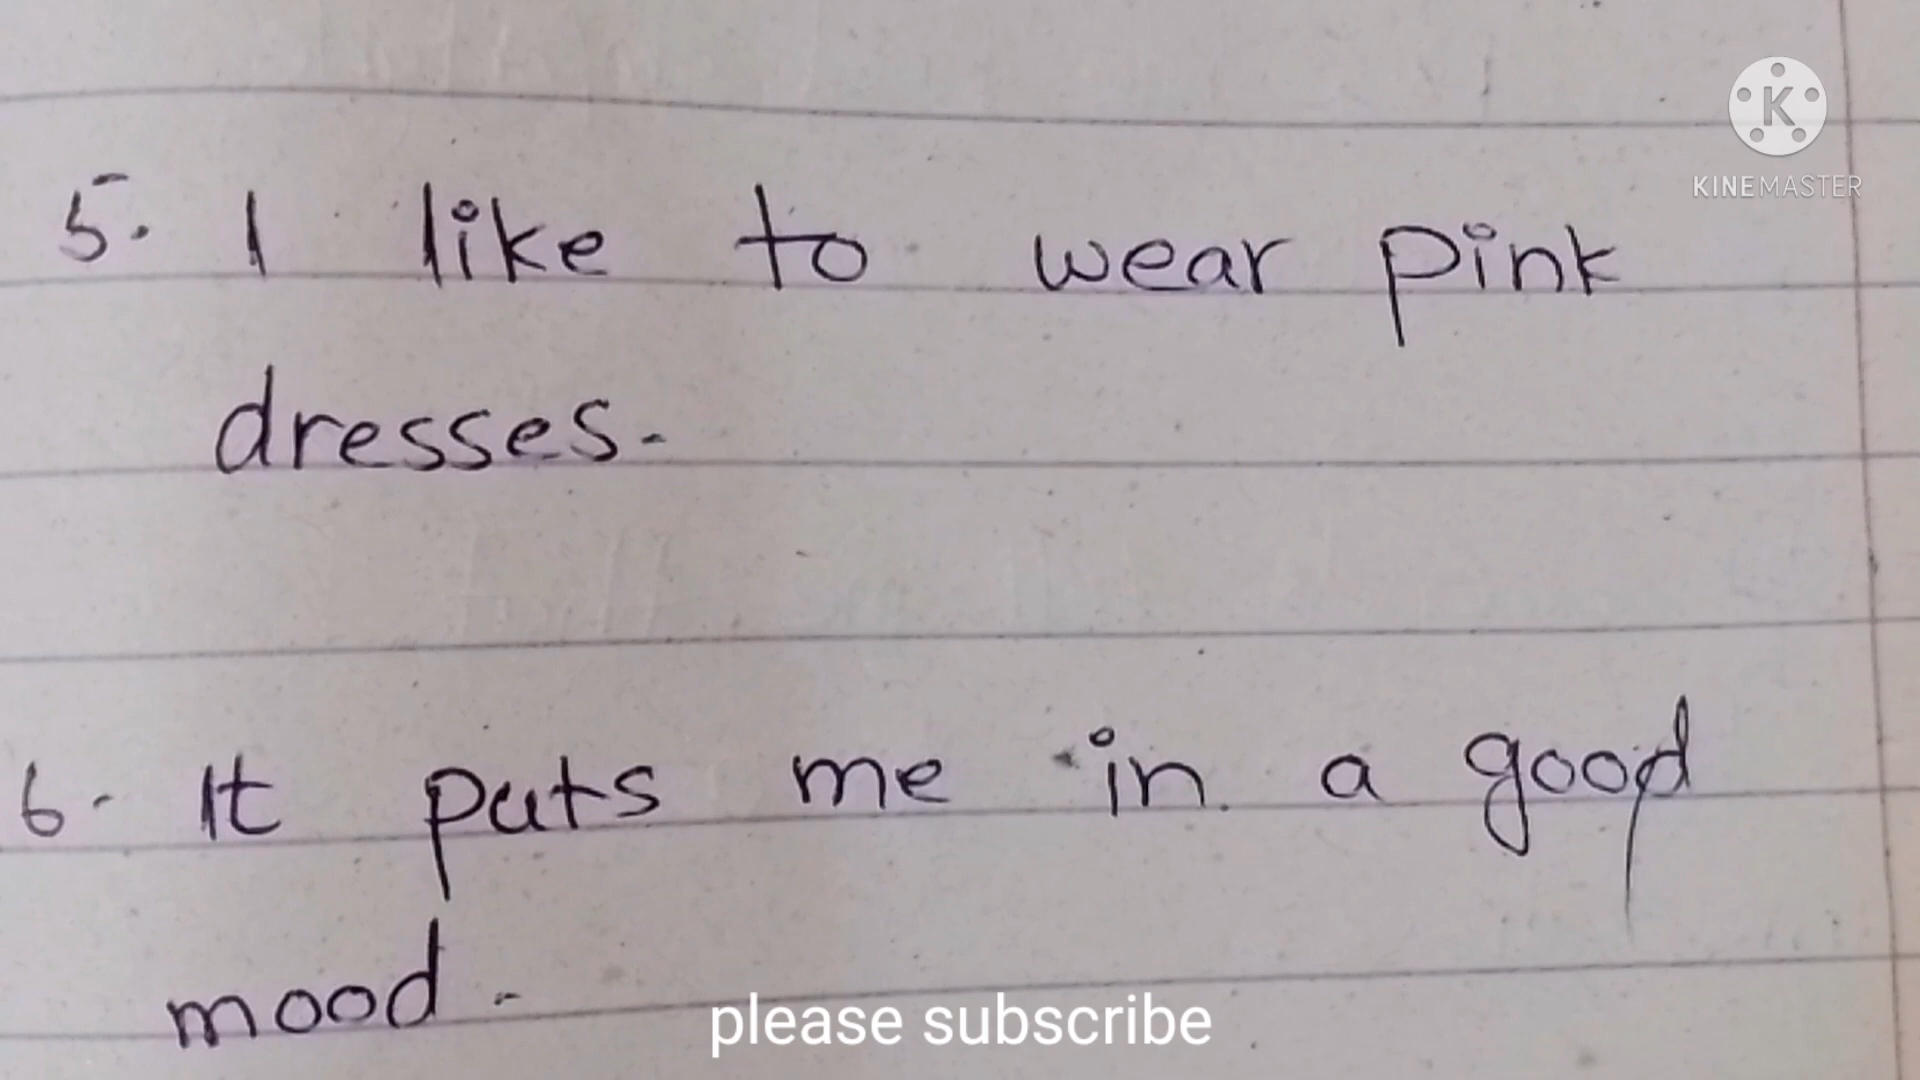 KINEMASTER
5. I like to wear pink
dresses.
6. It puts me in a good
mood.
please subscribe